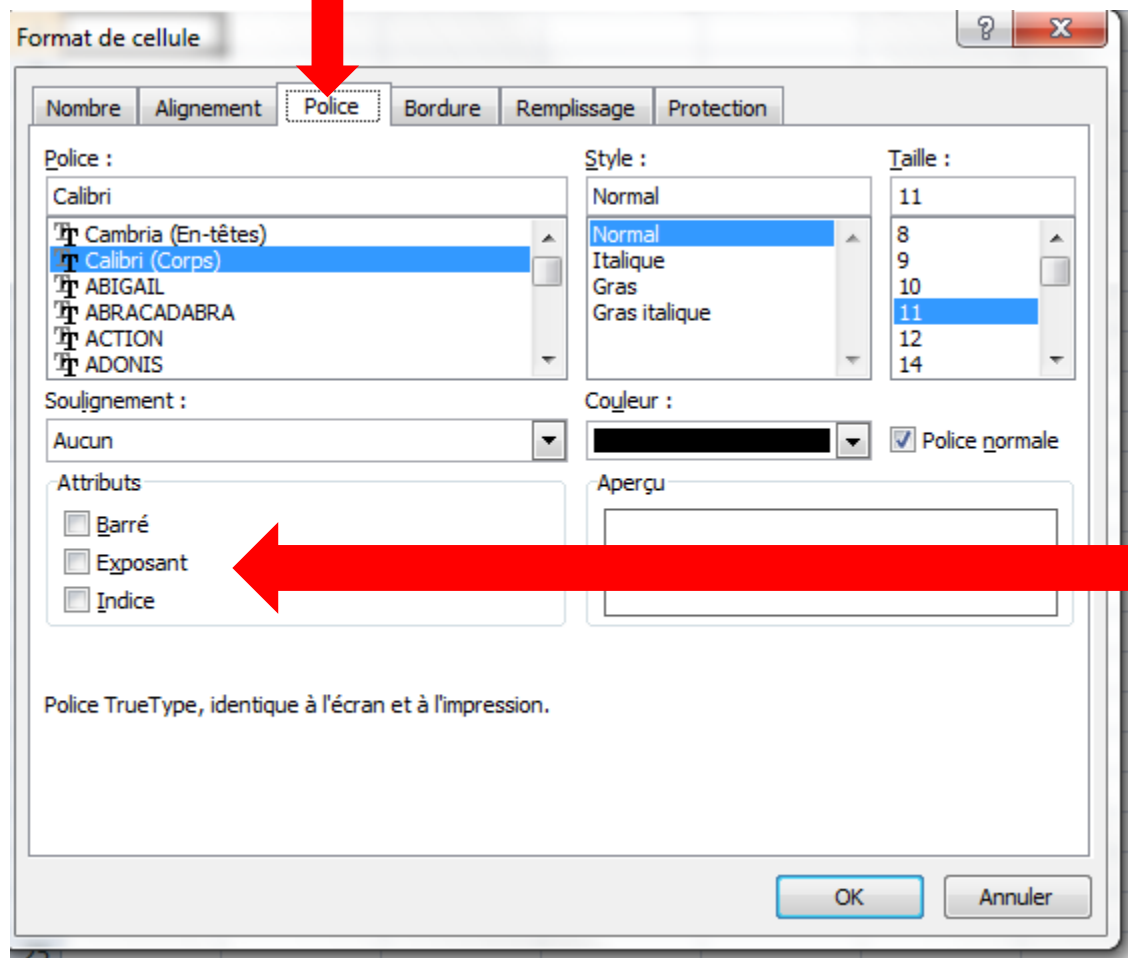 Format de cellule
Nombre Alignement Police Bordure Remplissage Protection
Police : Style : Taille :
Calibri Normal 11
Cambria (En-têtes) Normal 8
Calibri (Corps) Italique 9
ABIGAIL Gras 10
ABRACADABRA Gras italique 11
ACTION 12
ADONIS 14
Soulignement : Couleur :
Aucun Police normale
Attributs Aperçu
Barré
Exposant
Indice
Police TrueType, identique à l'écran et à l'impression.
OK Annuler